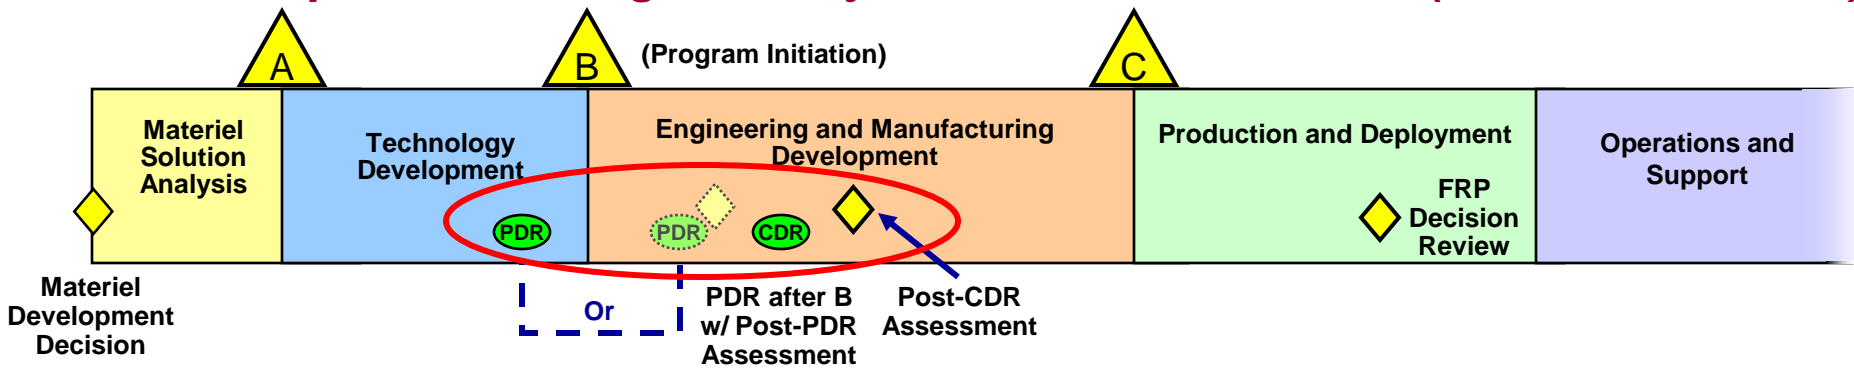 A
B
(Program Initiation)
C
Materiel
Solution
Analysis
Technology
Development
Engineering and Manufacturing
Development
Production and Deployment
Operations and
Support
PDR
PDR
CDR
FRP
Decision
Review
Materiel
Development
Decision
Or
PDR after B
w/ Post-PDR
Assessment
Post-CDR
Assessment